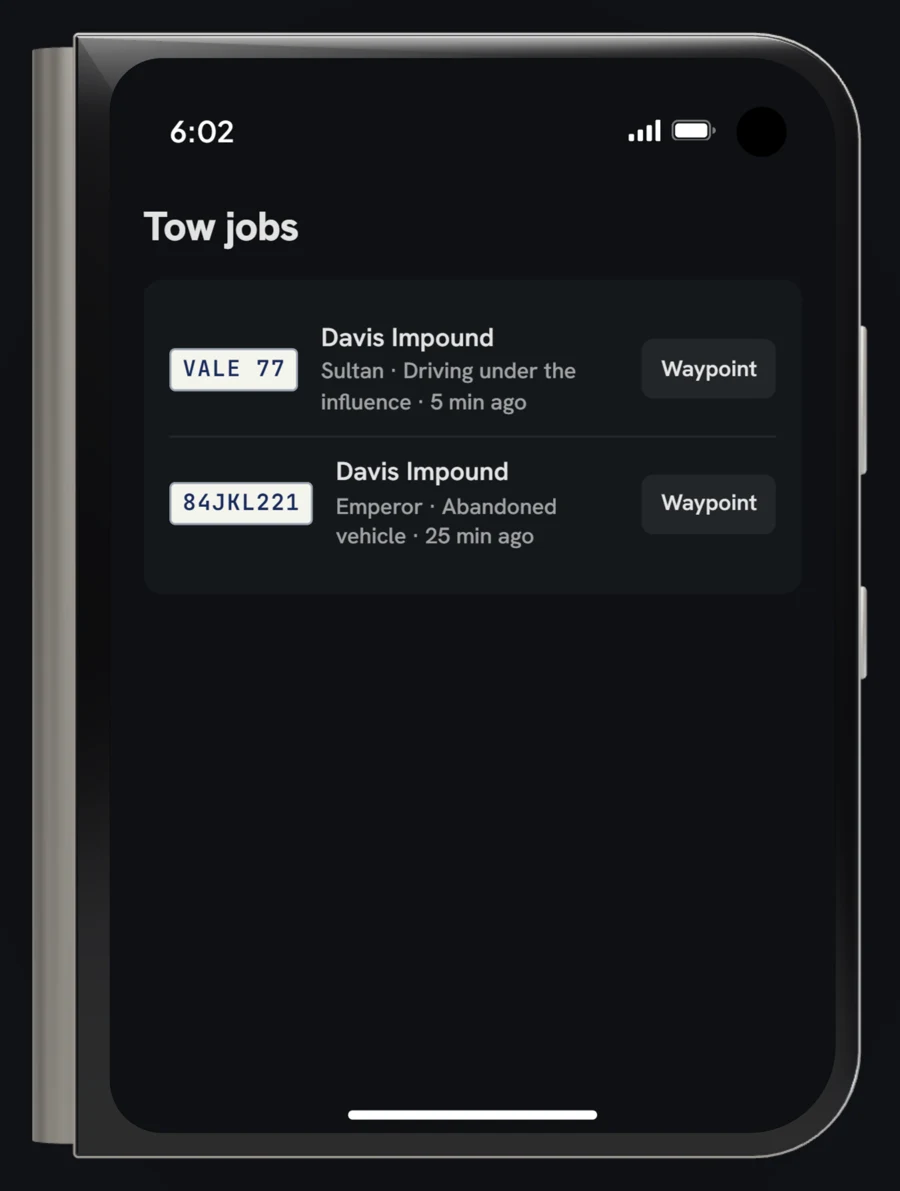 6:02
Tow jobs
VALE 77
Davis Impound
Sultan · Driving under the
influence · 5 min ago
Waypoint
84JKL221
Davis Impound
Emperor · Abandoned
vehicle · 25 min ago
Waypoint